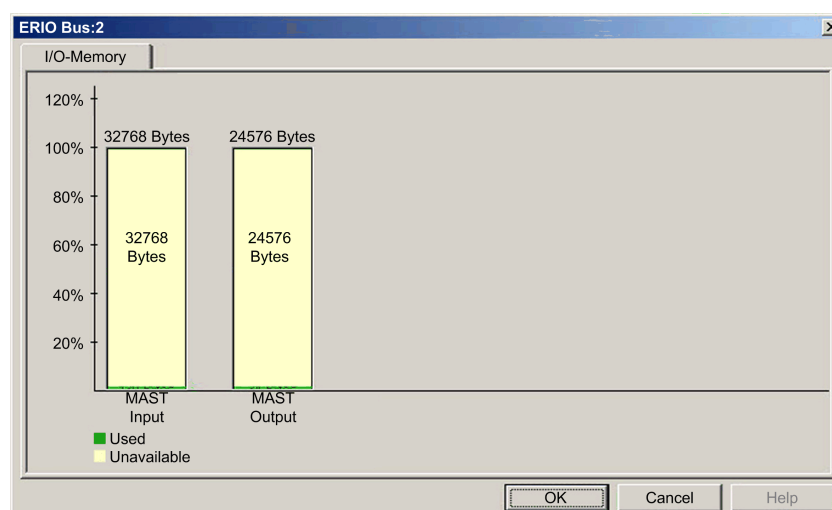 ERIO Bus:2
I/O-Memory
120%
32768 Bytes
24576 Bytes
100%
80%
32768
Bytes
24576
Bytes
60%
40%
20%
MAST
Input
MAST
Output
Used
Unavailable
OK
Cancel
Help